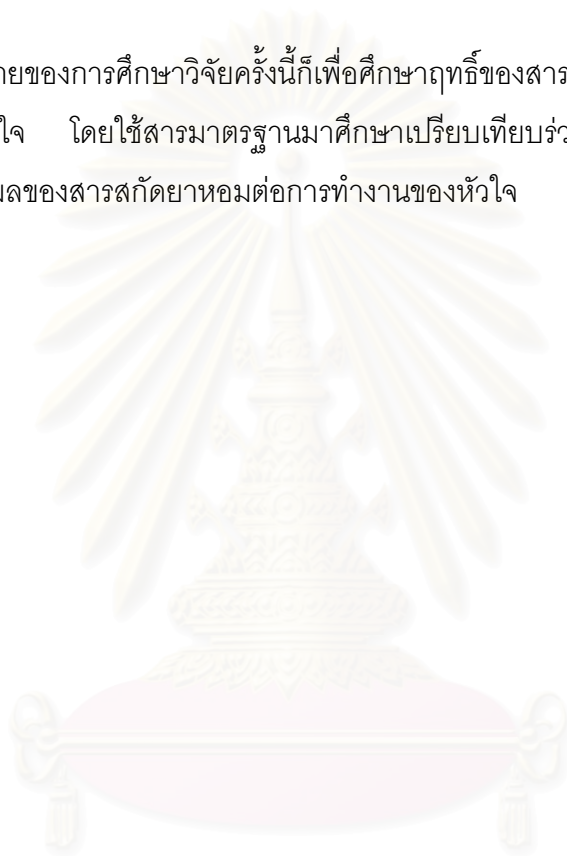 ายของการศึกษาวิจัยครั้งนี้ก็เพื่อศึกษาฤทธิ์ของสาร
ใจ โดยใช้สารมาตรฐานมาศึกษาเปรียบเทียบร่ว
ผลของสารสกัดยาหอมต่อการทำงานของหัวใจ